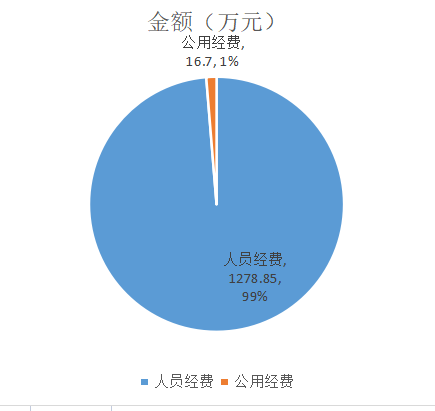 金额（万元）
公用经费,
16.7, 1%
人员经费,
1278.85,
99%
人员经费 公用经费